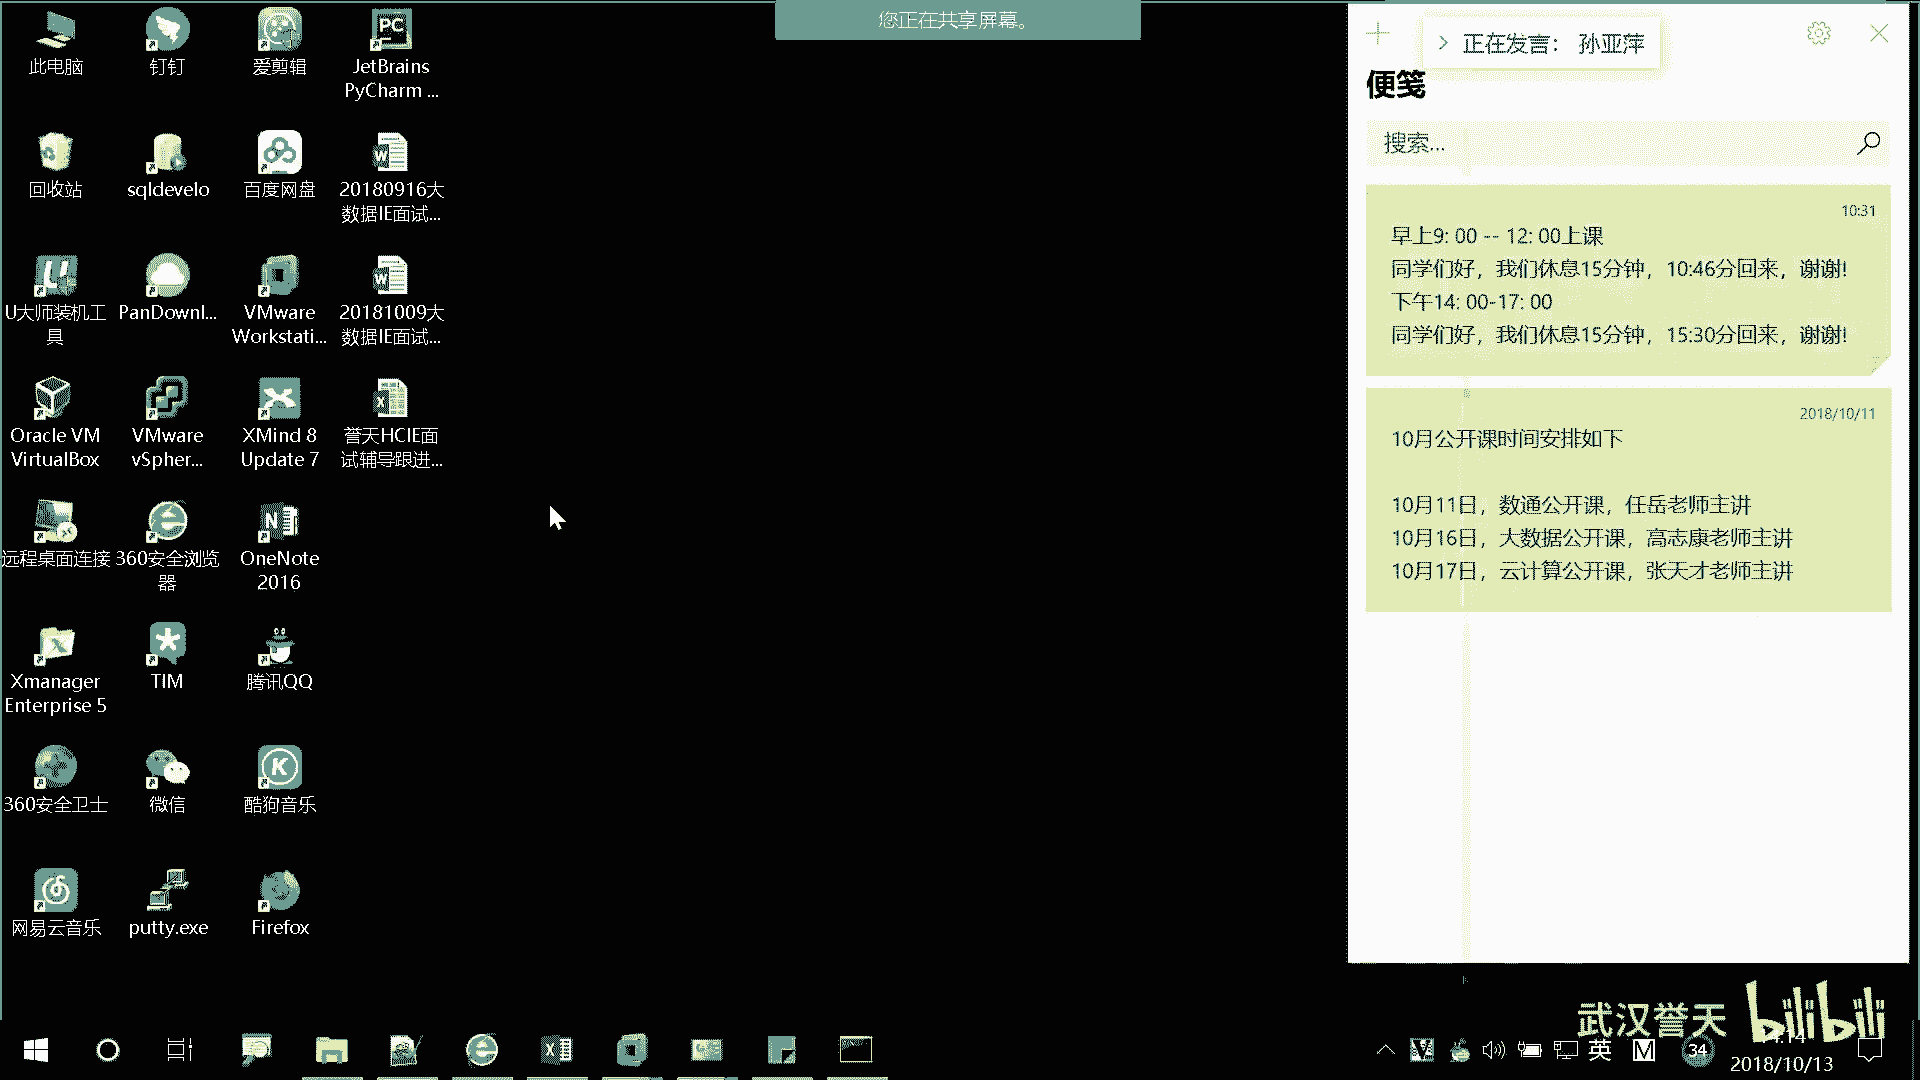 您正在共享屏幕。
此电脑
钉钉
爱剪辑
JetBrains
PyCharm ...
回收站
sqldevelo
百度网盘
20180916大
数据IE面试...
U大师装机工
具
PanDownl...
VMware
Workstati...
20181009大
数据IE面试...
Oracle VM
VirtualBox
VMware
vSpher...
XMind 8
Update 7
誉天HCIE面
试辅导跟进...
远程桌面连接
360安全浏览
器
OneNote
2016
Xmanager
Enterprise 5
TIM
腾讯QQ
360安全卫士
微信
酷狗音乐
网易云音乐
putty.exe
Firefox
正在发言： 孙亚萍
便笺
搜索...
10:31
早上9: 00 -- 12: 00上课
同学们好，我们休息15分钟，10:46分回来，谢谢!
下午14: 00-17: 00
同学们好，我们休息15分钟，15:30分回来，谢谢!
2018/10/11
10月公开课时间安排如下
10月11日，数通公开课，任岳老师主讲
10月16日，大数据公开课，高志康老师主讲
10月17日，云计算公开课，张天才老师主讲
武汉誉天 bilibili
英
34
2018/10/13